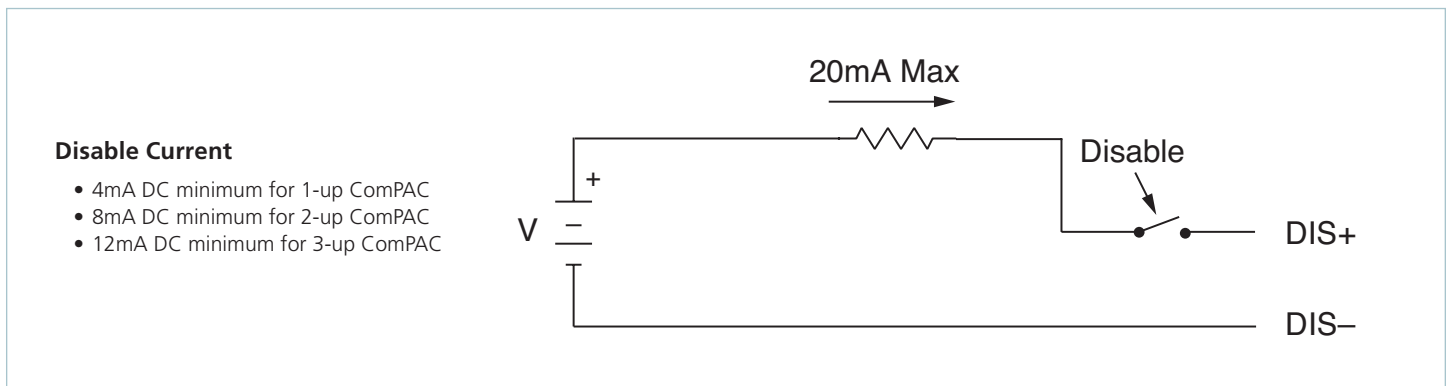 20mA Max
Disable Current
• 4mA DC minimum for 1-up ComPAC
• 8mA DC minimum for 2-up ComPAC
• 12mA DC minimum for 3-up ComPAC
Disable
+
V
–
DIS+
DIS–